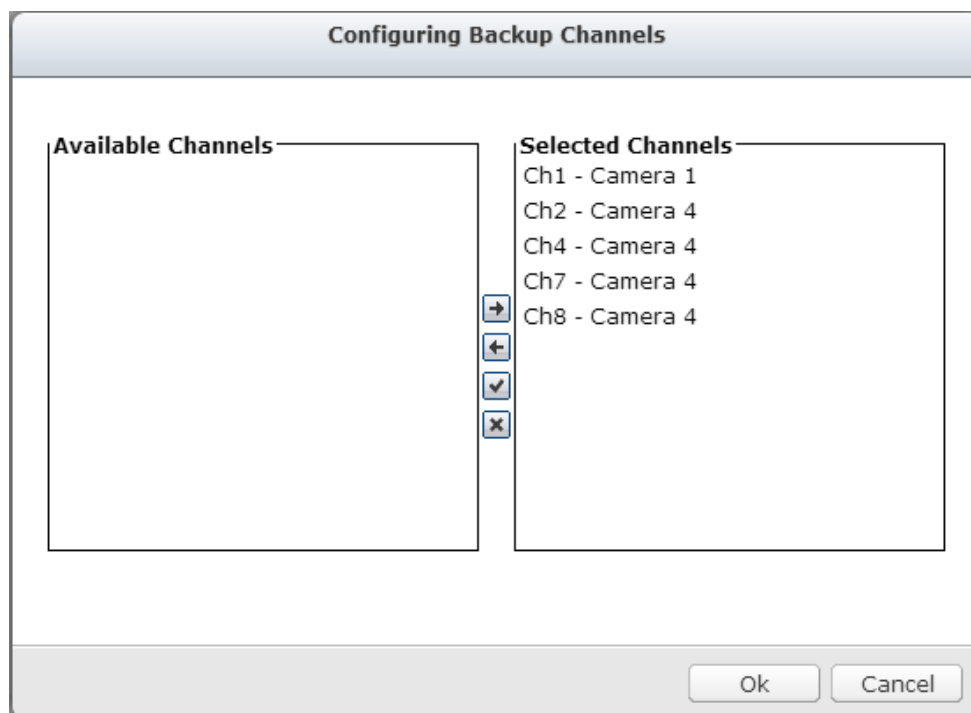 Configuring Backup Channels
Available Channels
Selected Channels
Ch1 - Camera 1
Ch2 - Camera 4
Ch4 - Camera 4
Ch7 - Camera 4
Ch8 - Camera 4
Ok
Cancel